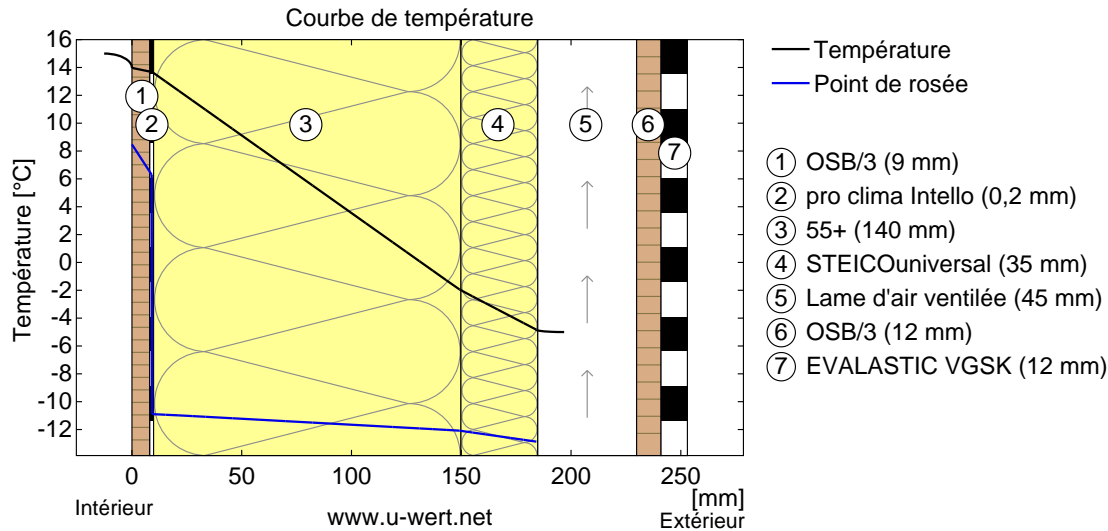 Courbe de température
16
14
12
10
8
6
4
2
0
-2
-4
-6
-8
-10
-12
Température [°C]
1
2
3
4
5
6
7
0
50
100
150
200
250
[mm]
Intérieur
www.u-wert.net
Extérieur
Température
Point de rosée
1 OSB/3 (9 mm)
2 pro clima Intello (0,2 mm)
3 55+ (140 mm)
4 STEICOuniversal (35 mm)
5 Lame d'air ventilée (45 mm)
6 OSB/3 (12 mm)
7 EVALASTIC VGSK (12 mm)